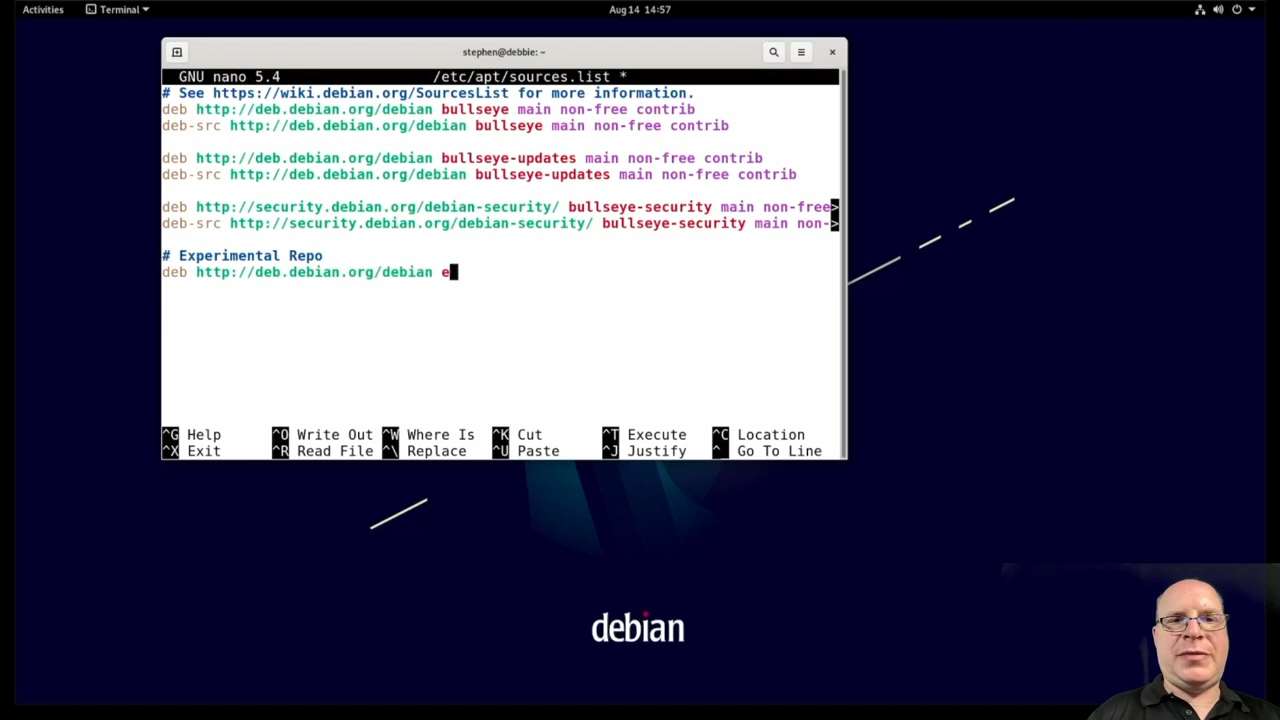 Activities Terminal Aug 14 14:57
stephen@debbie: ~
GNU nano 5.4 /etc/apt/sources.list *
# See https://wiki.debian.org/SourcesList for more information.
deb http://deb.debian.org/debian bullseye main non-free contrib
deb-src http://deb.debian.org/debian bullseye main non-free contrib
deb http://deb.debian.org/debian bullseye-updates main non-free contrib
deb-src http://deb.debian.org/debian bullseye-updates main non-free contrib
deb http://security.debian.org/debian-security/ bullseye-security main non-free>
deb-src http://security.debian.org/debian-security/ bullseye-security main non->
# Experimental Repo
deb http://deb.debian.org/debian e
^G Help ^O Write Out ^W Where Is ^K Cut ^T Execute ^C Location
^X Exit ^R Read File ^\ Replace ^U Paste ^J Justify ^_ Go To Line
debian